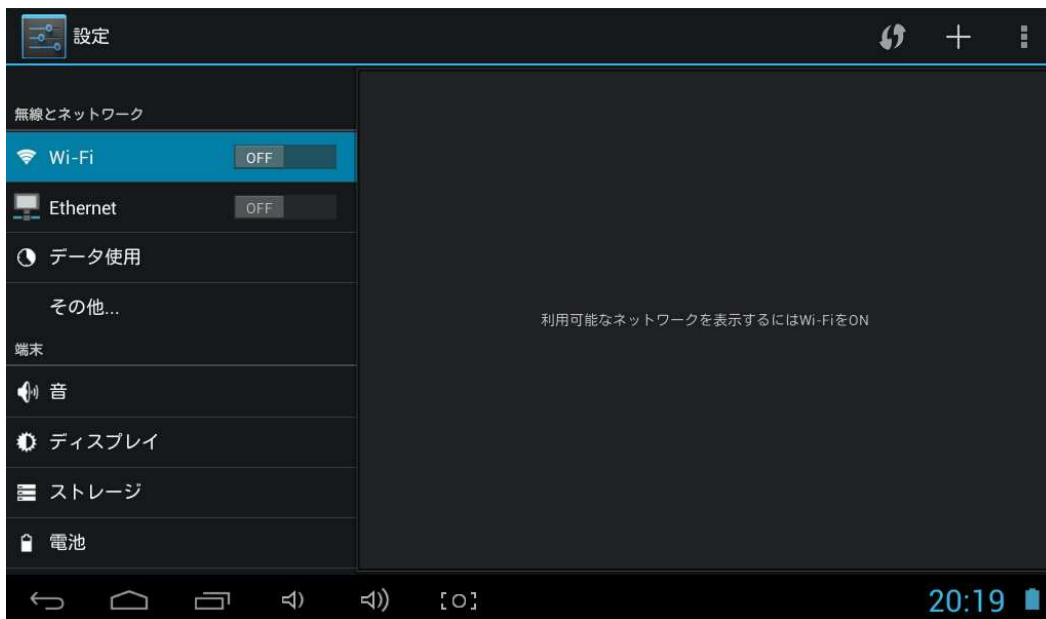 設定
無線とネットワーク
Wi-Fi
OFF
Ethernet
OFF
データ使用
その他...
利用可能なネットワークを表示するにはWi-FiをON
端末
音
ディスプレイ
ストレージ
電池
20:19